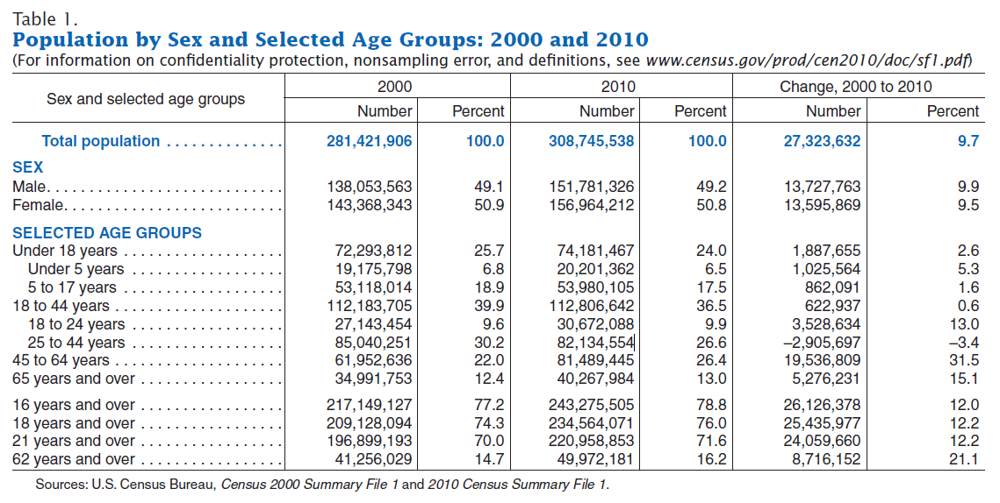 Table 1.
Population by Sex and Selected Age Groups: 2000 and 2010
(For information on confidentiality protection, nonsampling error, and definitions, see www.census.gov/prod/cen2010/doc/sf1.pdf)
Sex and selected age groups 2000 2010 Change, 2000 to 2010
Number Percent Number Percent Number Percent
Total population . . . . . . . . . . . . . . 281,421,906 100.0 308,745,538 100.0 27,323,632 9.7
SEX
Male. . . . . . . . . . . . . . . . . . . . . . . . . . . . 138,053,563 49.1 151,781,326 49.2 13,727,763 9.9
Female. . . . . . . . . . . . . . . . . . . . . . . . . . 143,368,343 50.9 156,964,212 50.8 13,595,869 9.5
SELECTED AGE GROUPS
Under 18 years . . . . . . . . . . . . . . . . . . . 72,293,812 25.7 74,181,467 24.0 1,887,655 2.6
Under 5 years . . . . . . . . . . . . . . . . . . 19,175,798 6.8 20,201,362 6.5 1,025,564 5.3
5 to 17 years . . . . . . . . . . . . . . . . . . . 53,118,014 18.9 53,980,105 17.5 862,091 1.6
18 to 44 years . . . . . . . . . . . . . . . . . . . . 112,183,705 39.9 112,806,642 36.5 622,937 0.6
18 to 24 years . . . . . . . . . . . . . . . . . . 27,143,454 9.6 30,672,088 9.9 3,528,634 13.0
25 to 44 years . . . . . . . . . . . . . . . . . . 85,040,251 30.2 82,134,554 26.6 –2,905,697 –3.4
45 to 64 years . . . . . . . . . . . . . . . . . . . . 61,952,636 22.0 81,489,445 26.4 19,536,809 31.5
65 years and over . . . . . . . . . . . . . . . . . 34,991,753 12.4 40,267,984 13.0 5,276,231 15.1
16 years and over . . . . . . . . . . . . . . . . . 217,149,127 77.2 243,275,505 78.8 26,126,378 12.0
18 years and over . . . . . . . . . . . . . . . . . 209,128,094 74.3 234,564,071 76.0 25,435,977 12.2
21 years and over . . . . . . . . . . . . . . . . . 196,899,193 70.0 220,958,853 71.6 24,059,660 12.2
62 years and over . . . . . . . . . . . . . . . . . 41,256,029 14.7 49,972,181 16.2 8,716,152 21.1
Sources: U.S. Census Bureau, Census 2000 Summary File 1 and 2010 Census Summary File 1.